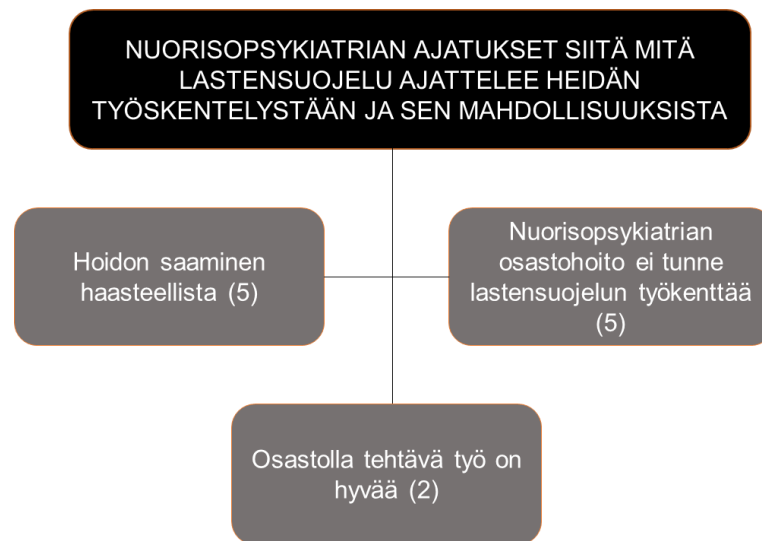 NUORISOPSYKIATRIAN AJATUKSET SIITÄ MITÄ
LASTENSUOJELU AJATTELEE HEIDÄN
TYÖSKENTELYSTÄÄN JA SEN MAHDOLLISUUKSISTA
Hoidon saaminen
haasteellista (5)
Nuorisopsykiatrian
osastohoito ei tunne
lastensuojelun työkenttää
(5)
Osastolla tehtävä työ on
hyvää (2)